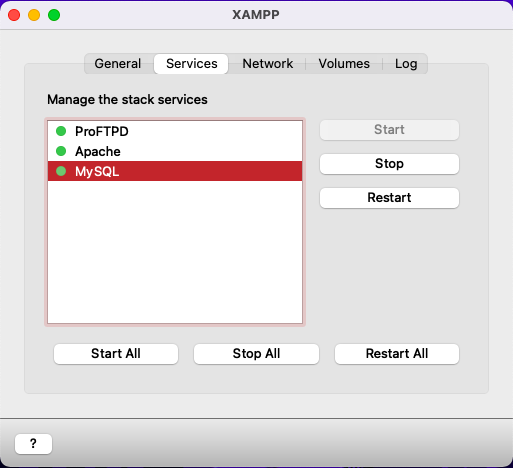 XAMPP
General Services Network Volumes Log
Manage the stack services
ProFTPD
Apache
MySQL
Start
Stop
Restart
Start All Stop All Restart All
?